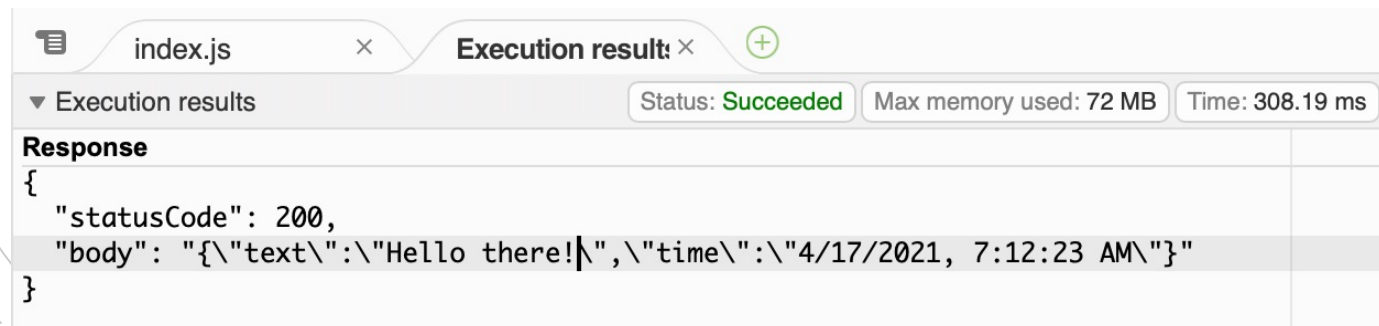 index.js × Execution results ×
Execution results Status: Succeeded Max memory used: 72 MB Time: 308.19 ms
Response
{
"statusCode": 200,
"body": "{\"text\":\"Hello there!\",\"time\":\"4/17/2021, 7:12:23 AM\"}"
}